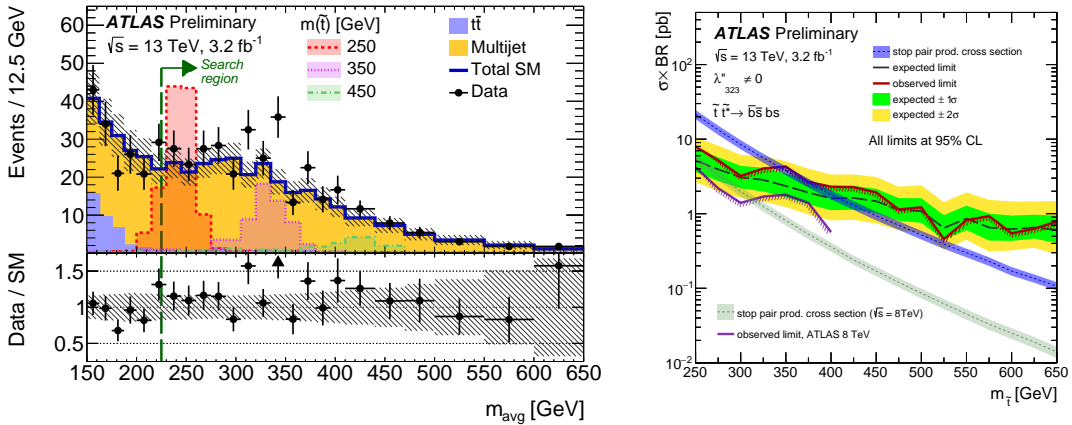 ATLAS Preliminary
√s = 13 TeV, 3.2 fb⁻¹
Search
region
m(t̃) [GeV]
250
350
450
tt̄
Multijet
Total SM
Data
Events / 12.5 GeV
60
50
40
30
20
10
Data / SM
1.5
1
0.5
150 200 250 300 350 400 450 500 550 600 650
m_avg [GeV]
ATLAS Preliminary
√s = 13 TeV, 3.2 fb⁻¹
λ''₃₂₃ ≠ 0
t̃ t̃* → b̄s̄ bs
stop pair prod. cross section
expected limit
observed limit
expected ± 1σ
expected ± 2σ
All limits at 95% CL
σ× BR [pb]
10²
10
1
10⁻¹
10⁻²
stop pair prod. cross section (√s = 8TeV)
observed limit, ATLAS 8 TeV
250 300 350 400 450 500 550 600 650
m_t̃ [GeV]